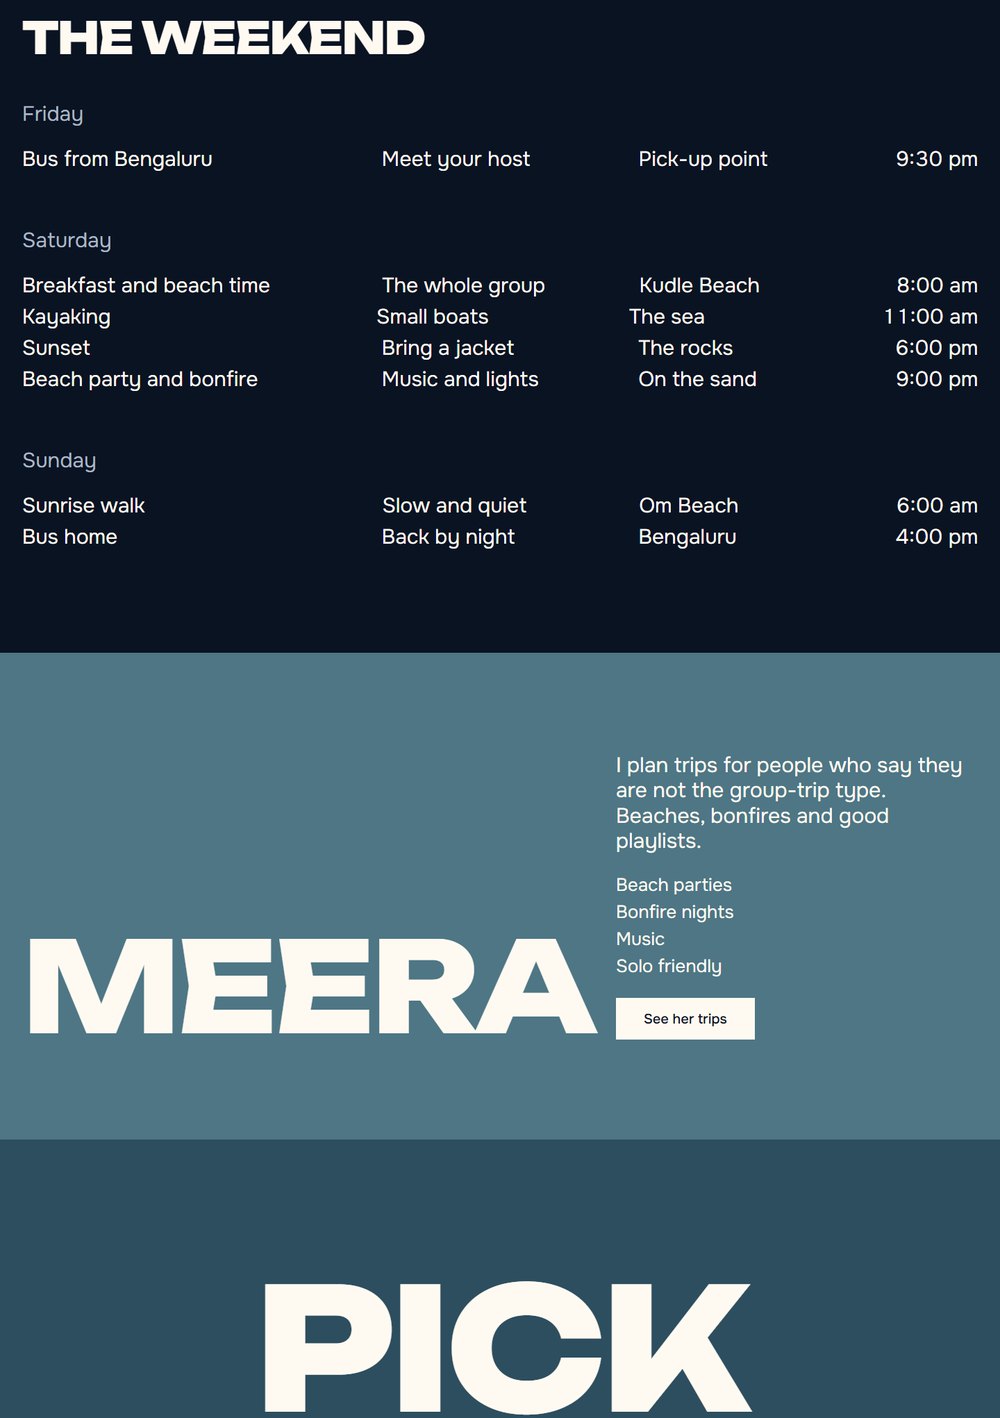 THE WEEKEND
Friday
Bus from Bengaluru Meet your host Pick-up point 9:30 pm
Saturday
Breakfast and beach time The whole group Kudle Beach 8:00 am
Kayaking Small boats The sea 11:00 am
Sunset Bring a jacket The rocks 6:00 pm
Beach party and bonfire Music and lights On the sand 9:00 pm
Sunday
Sunrise walk Slow and quiet Om Beach 6:00 am
Bus home Back by night Bengaluru 4:00 pm
MEERA
I plan trips for people who say they
are not the group-trip type.
Beaches, bonfires and good
playlists.
Beach parties
Bonfire nights
Music
Solo friendly
See her trips
PICK